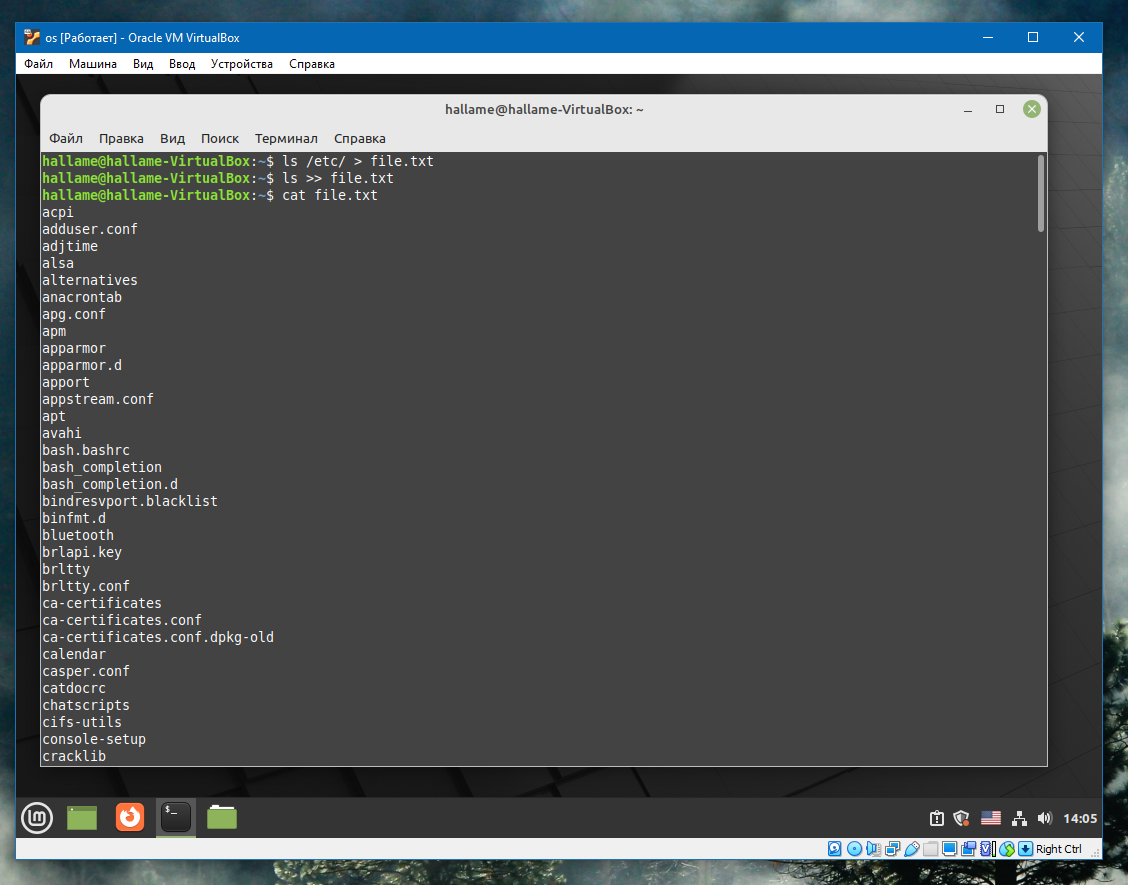 os [Работает] - Oracle VM VirtualBox
Файл Машина Вид Ввод Устройства Справка
hallame@hallame-VirtualBox: ~
Файл Правка Вид Поиск Терминал Справка
hallame@hallame-VirtualBox:~$ ls /etc/ > file.txt
hallame@hallame-VirtualBox:~$ ls >> file.txt
hallame@hallame-VirtualBox:~$ cat file.txt
acpi
adduser.conf
adjtime
alsa
alternatives
anacrontab
apg.conf
apm
apparmor
apparmor.d
apport
appstream.conf
apt
avahi
bash.bashrc
bash_completion
bash_completion.d
bindresvport.blacklist
binfmt.d
bluetooth
brlapi.key
brltty
brltty.conf
ca-certificates
ca-certificates.conf
ca-certificates.conf.dpkg-old
calendar
casper.conf
catdocrc
chatscripts
cifs-utils
console-setup
cracklib
$_
14:05
Right Ctrl